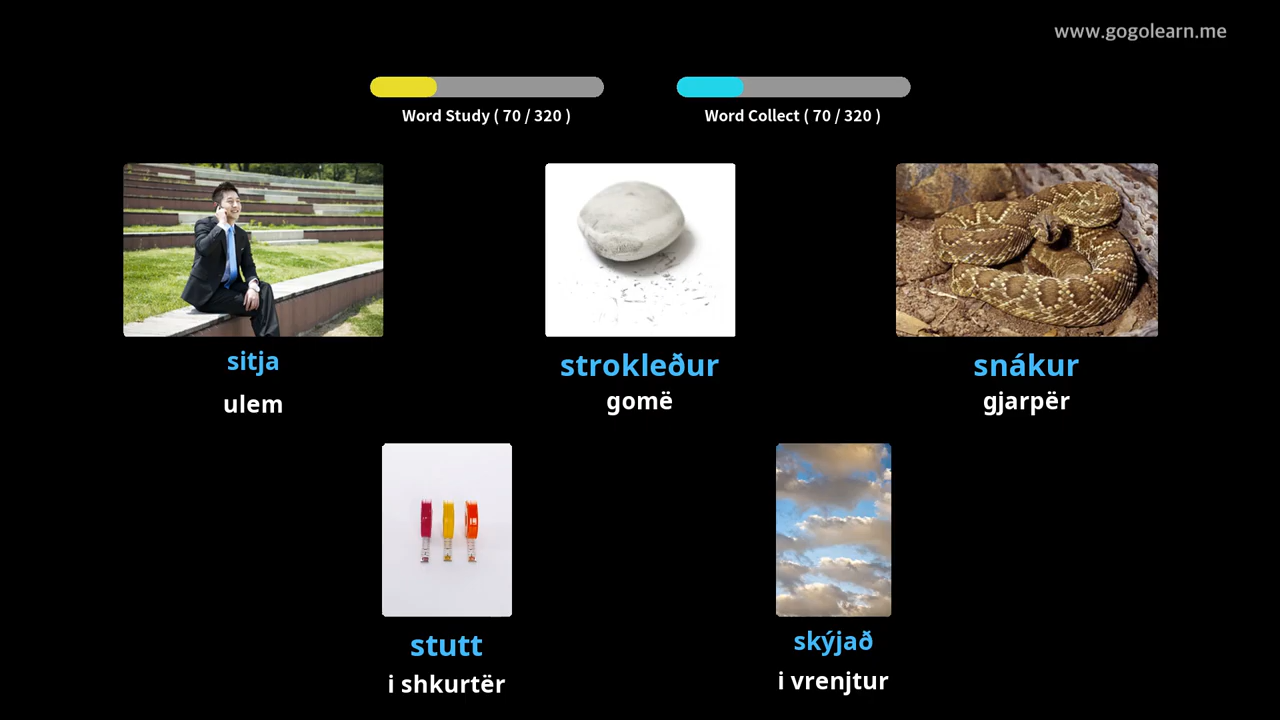 www.gogolearn.me
Word Study ( 70 / 320 )
Word Collect ( 70 / 320 )
sitja
ulem
strokleður
gomë
snákur
gjarpër
stutt
i shkurtër
skýjað
i vrenjtur